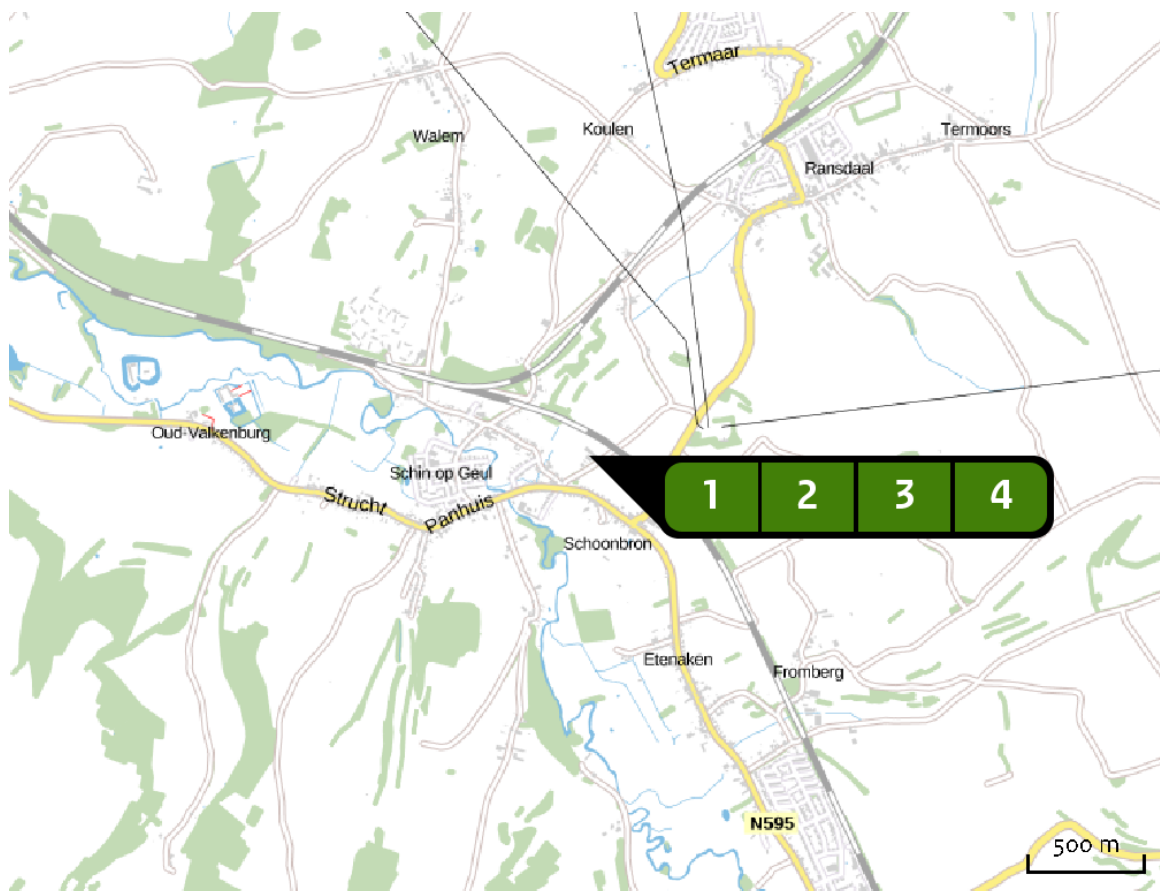 Termaar
Walem
Koulen
Termoors
Ransdaal
Oud-Valkenburg
Schin op Geul
Strucht
Panhuis
1 2 3 4
Schoonbron
Etenaken
Fromberg
N595
500 m